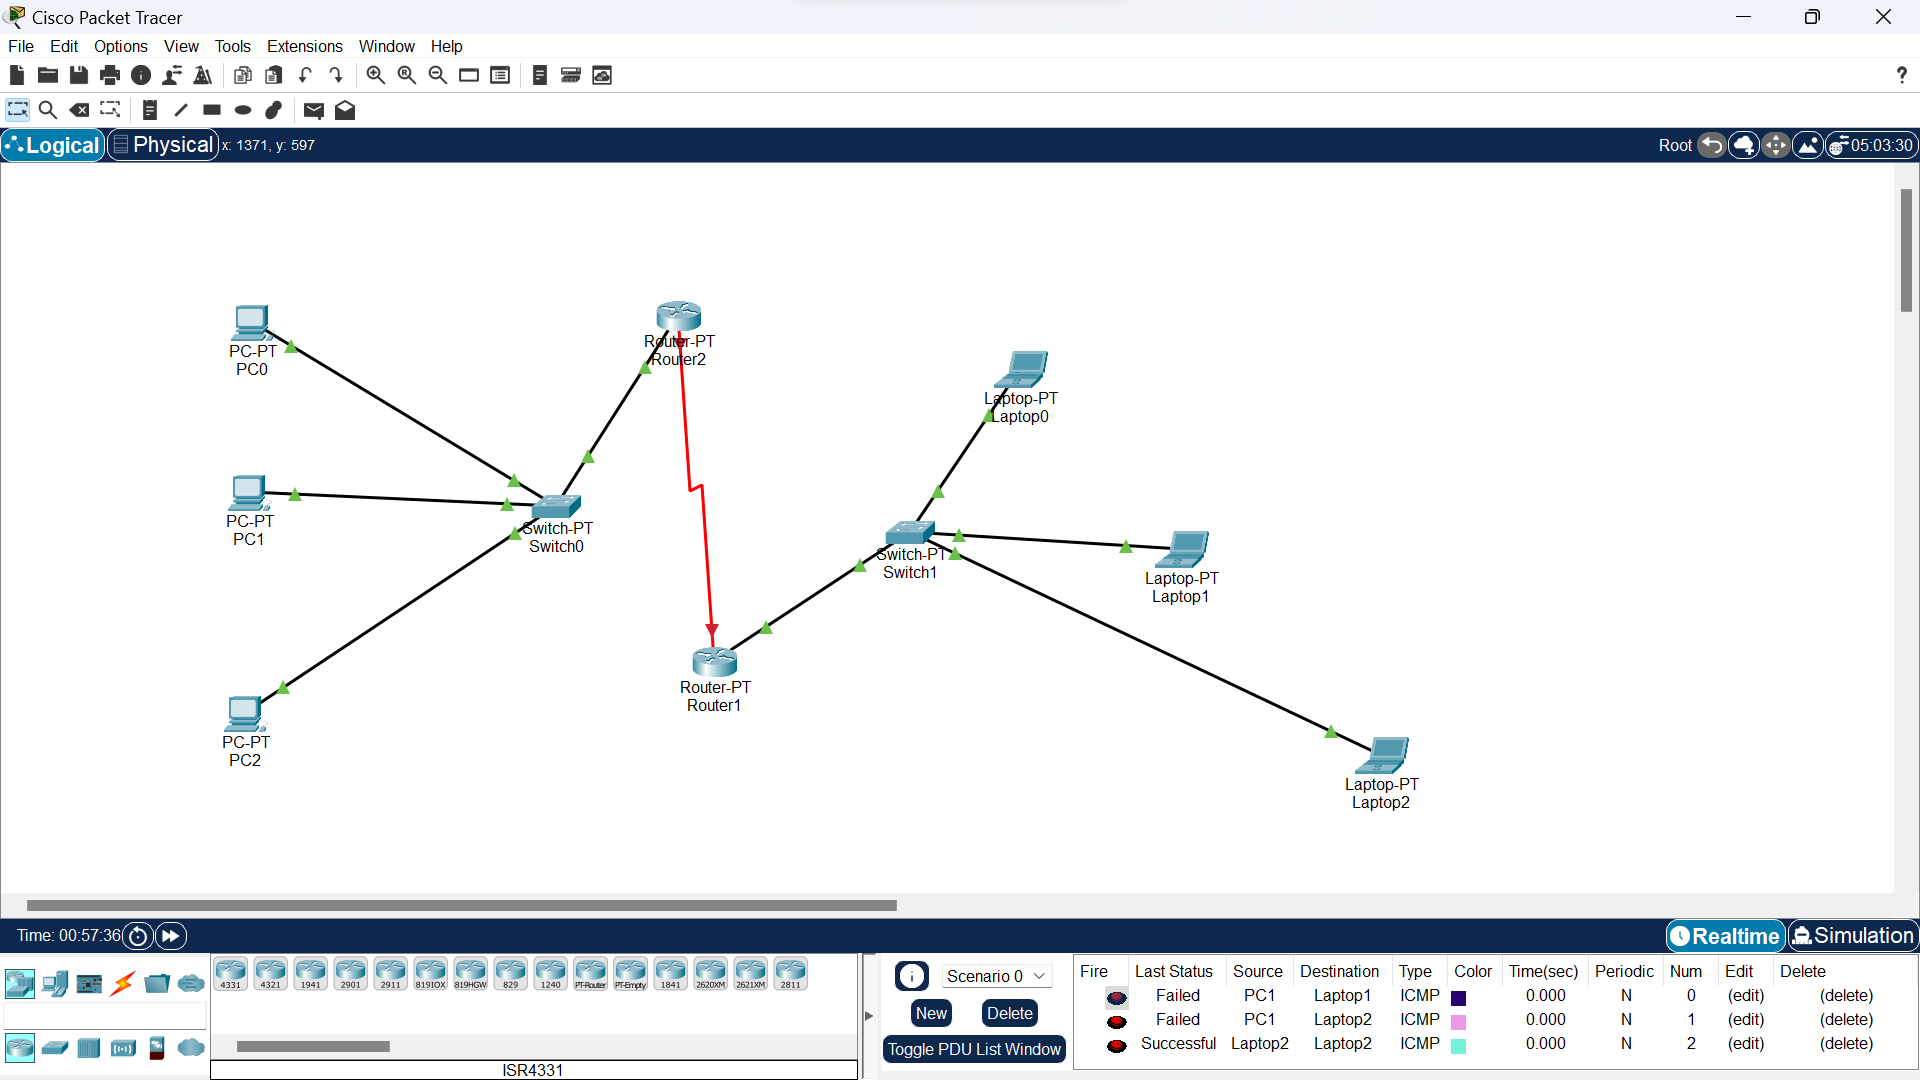 Cisco Packet Tracer
File Edit Options View Tools Extensions Window Help
?
Logical Physical x: 1371, y: 597 Root 05:03:30
PC-PT
PC0
Router-PT
Router2
Laptop-PT
Laptop0
PC-PT
PC1
Switch-PT
Switch0
Switch-PT
Switch1
Laptop-PT
Laptop1
Router-PT
Router1
PC-PT
PC2
Laptop-PT
Laptop2
Time: 00:57:36 Realtime Simulation
4331 4321 1941 2901 2911 819IOX 819HGW 829 1240 PT-Router PT-Empty 1841 2620XM 2621XM 2811
ISR4331
Scenario 0
New Delete
Toggle PDU List Window
Fire Last Status Source Destination Type Color Time(sec) Periodic Num Edit Delete
Failed PC1 Laptop1 ICMP 0.000 N 0 (edit) (delete)
Failed PC1 Laptop2 ICMP 0.000 N 1 (edit) (delete)
Successful Laptop2 Laptop2 ICMP 0.000 N 2 (edit) (delete)